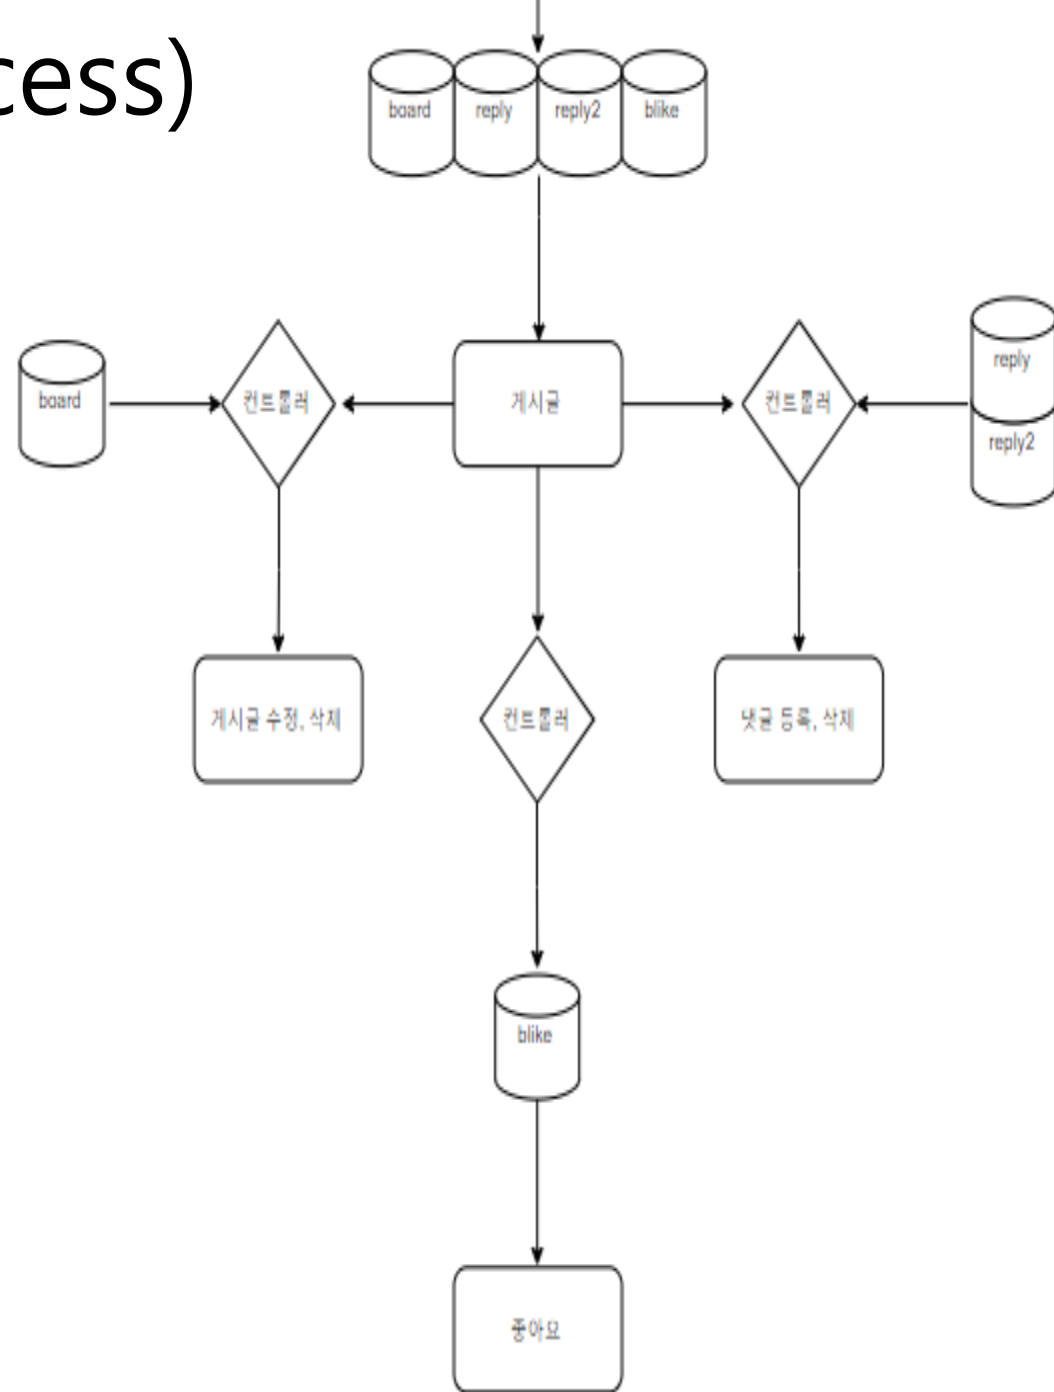 cess)
board
reply
reply2
blike
board
컨트롤러
게시글
컨트롤러
reply
reply2
게시글 수정, 삭제
컨트롤러
댓글 등록, 삭제
blike
좋아요